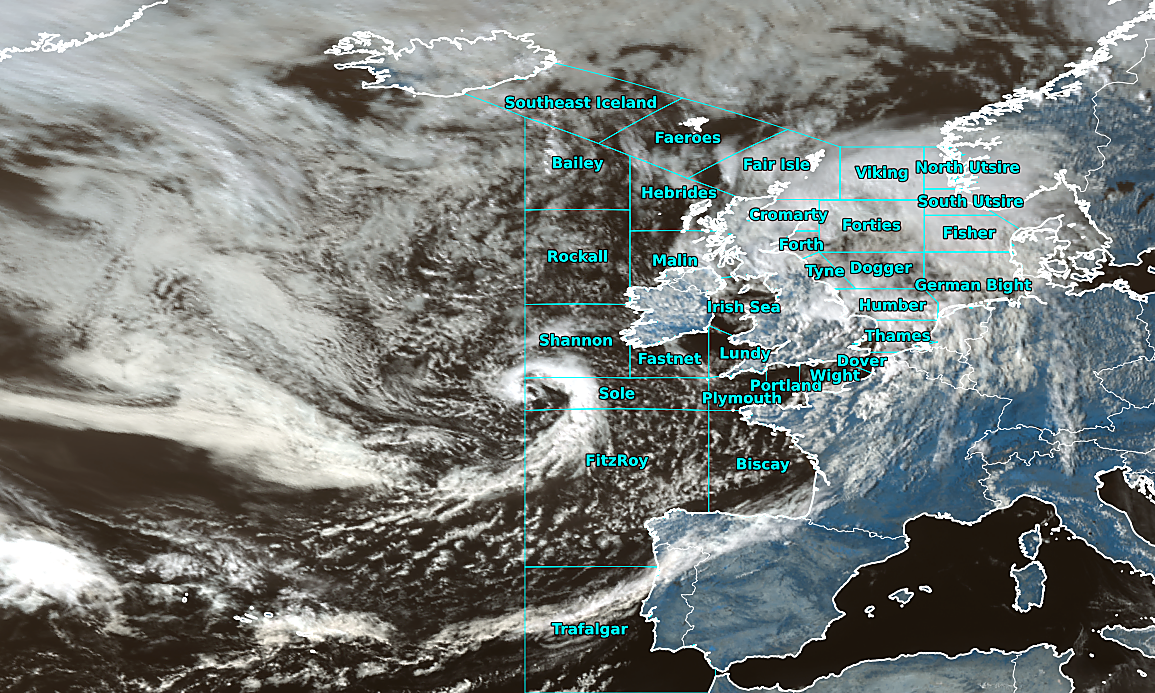 Southeast Iceland
Faeroes
Bailey
Fair Isle
Viking
North Utsire
Hebrides
South Utsire
Cromarty
Forties
Fisher
Forth
Rockall
Malin
Tyne
Dogger
German Bight
Irish Sea
Humber
Thames
Shannon
Fastnet
Lundy
Dover
Wight
Portland
Sole
Plymouth
FitzRoy
Biscay
Trafalgar